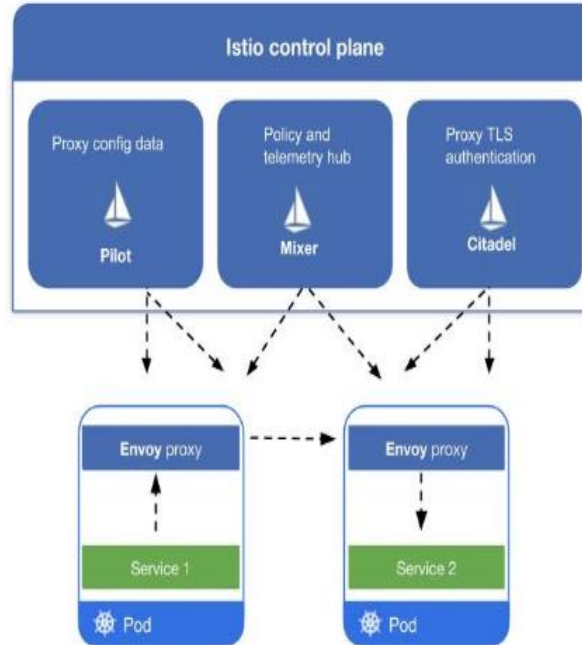 Istio control plane
Proxy config data
Pilot
Policy and
telemetry hub
Mixer
Proxy TLS
authentication
Citadel
Envoy proxy
Service 1
Pod
Envoy proxy
Service 2
Pod